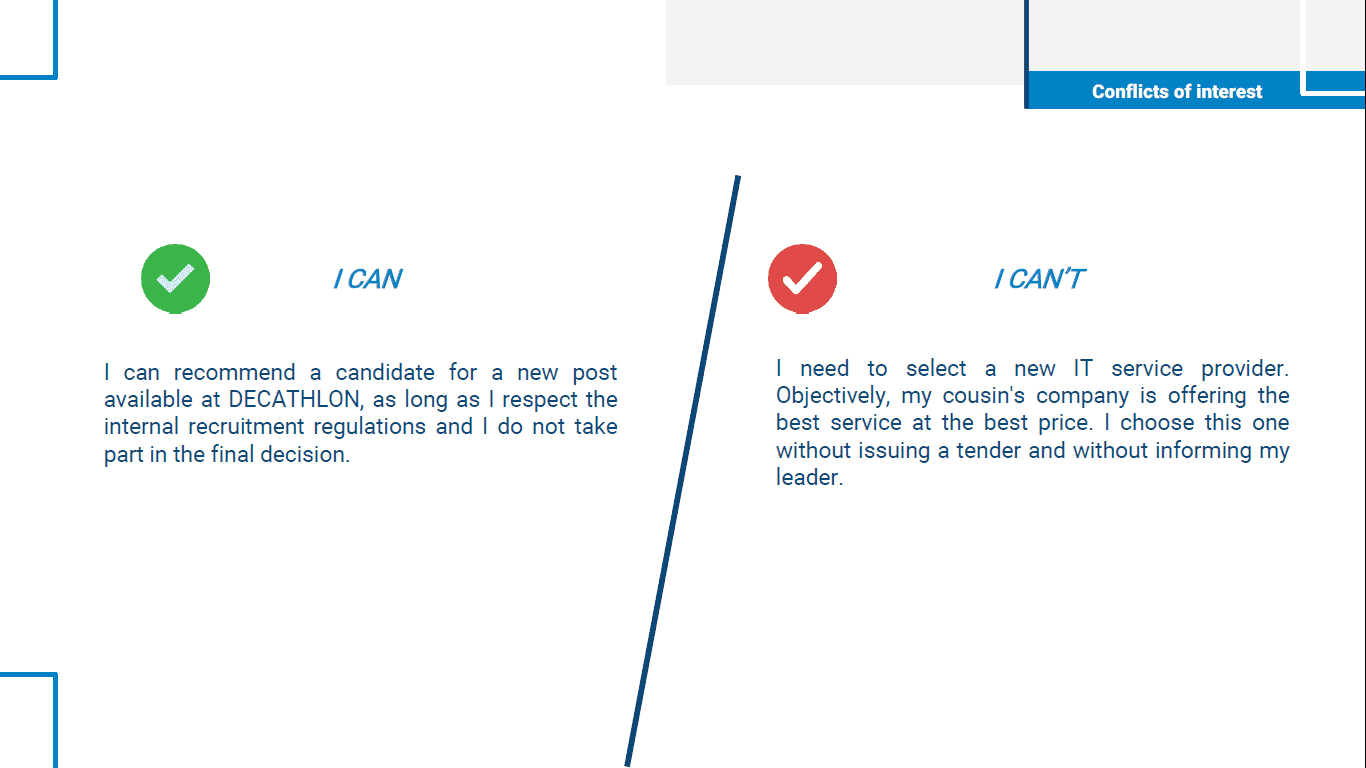 Conflicts of interest
I CAN
I can recommend a candidate for a new post
available at DECATHLON, as long as I respect the
internal recruitment regulations and I do not take
part in the final decision.
I CAN'T
I need to select a new IT service provider.
Objectively, my cousin's company is offering the
best service at the best price. I choose this one
without issuing a tender and without informing my
leader.